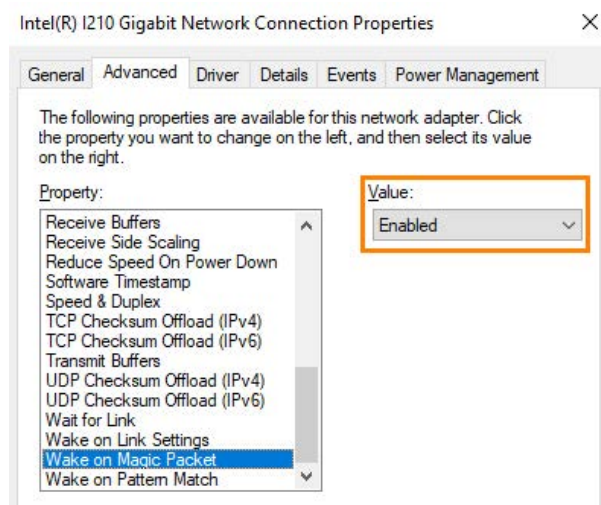 Intel(R) I210 Gigabit Network Connection Properties
General Advanced Driver Details Events Power Management
The following properties are available for this network adapter. Click
the property you want to change on the left, and then select its value
on the right.
Property:
Value:
Receive Buffers
Receive Side Scaling
Reduce Speed On Power Down
Software Timestamp
Speed & Duplex
TCP Checksum Offload (IPv4)
TCP Checksum Offload (IPv6)
Transmit Buffers
UDP Checksum Offload (IPv4)
UDP Checksum Offload (IPv6)
Wait for Link
Wake on Link Settings
Wake on Magic Packet
Wake on Pattern Match
Enabled